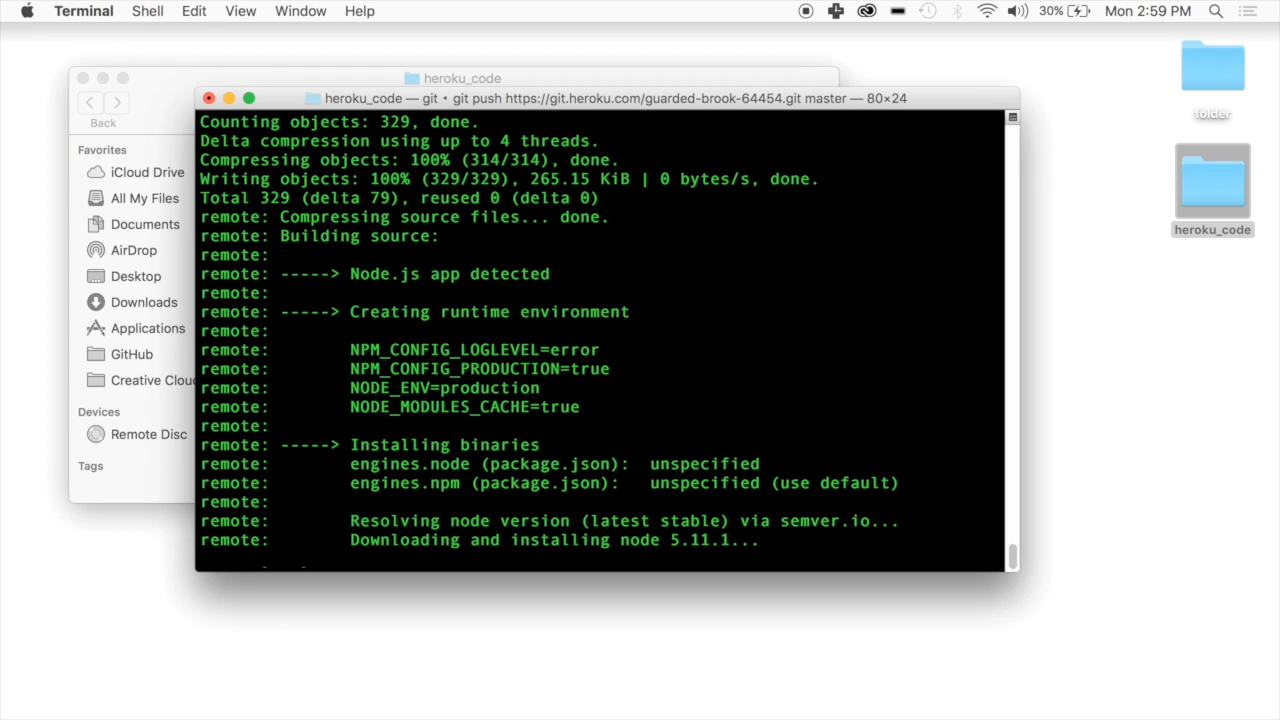 Terminal Shell Edit View Window Help 30% Mon 2:59 PM
heroku_code
heroku_code — git • git push https://git.heroku.com/guarded-brook-64454.git master — 80×24
Back
Favorites
iCloud Drive
All My Files
Documents
AirDrop
Desktop
Downloads
Applications
GitHub
Creative Clou
Devices
Remote Disc
Tags
Counting objects: 329, done.
Delta compression using up to 4 threads.
Compressing objects: 100% (314/314), done.
Writing objects: 100% (329/329), 265.15 KiB | 0 bytes/s, done.
Total 329 (delta 79), reused 0 (delta 0)
remote: Compressing source files... done.
remote: Building source:
remote:
remote: -----> Node.js app detected
remote:
remote: -----> Creating runtime environment
remote:
remote:        NPM_CONFIG_LOGLEVEL=error
remote:        NPM_CONFIG_PRODUCTION=true
remote:        NODE_ENV=production
remote:        NODE_MODULES_CACHE=true
remote:
remote: -----> Installing binaries
remote:        engines.node (package.json):  unspecified
remote:        engines.npm (package.json):   unspecified (use default)
remote:
remote:        Resolving node version (latest stable) via semver.io...
remote:        Downloading and installing node 5.11.1...
folder
heroku_code